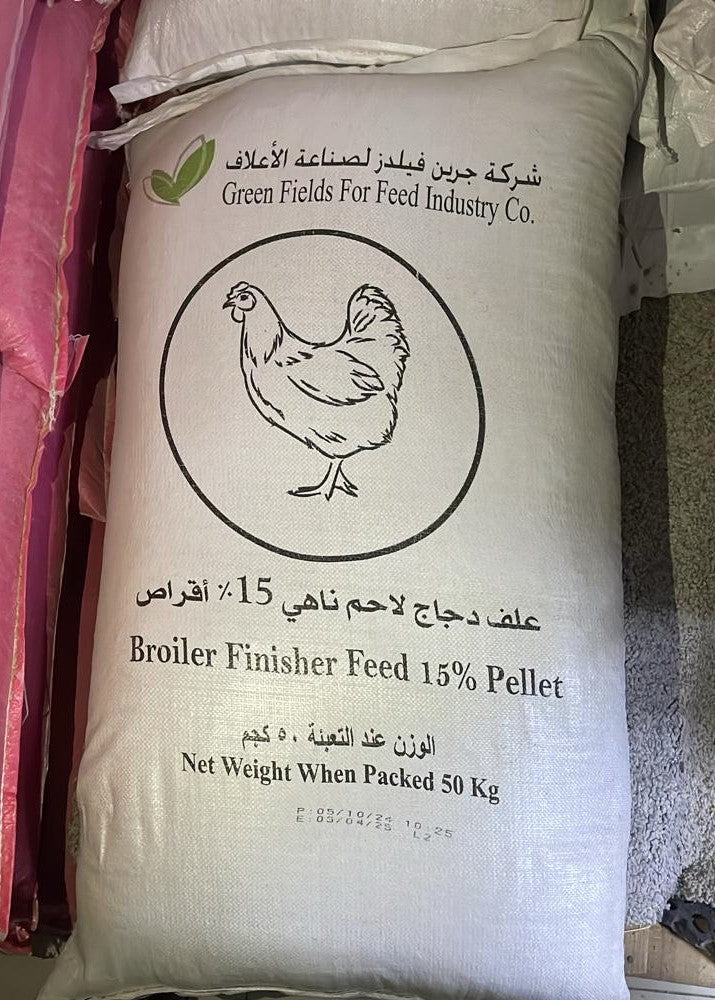 شركة جرين فيلدز لصناعة الأعلاف
Green Fields For Feed Industry Co.
علف دجاج لاحم ناهي 15٪ أقراص
Broiler Finisher Feed 15% Pellet
الوزن عند التعبئة ٥٠ كجم
Net Weight When Packed 50 Kg
P:05/10/24 10.25
E:05/04/25 L2